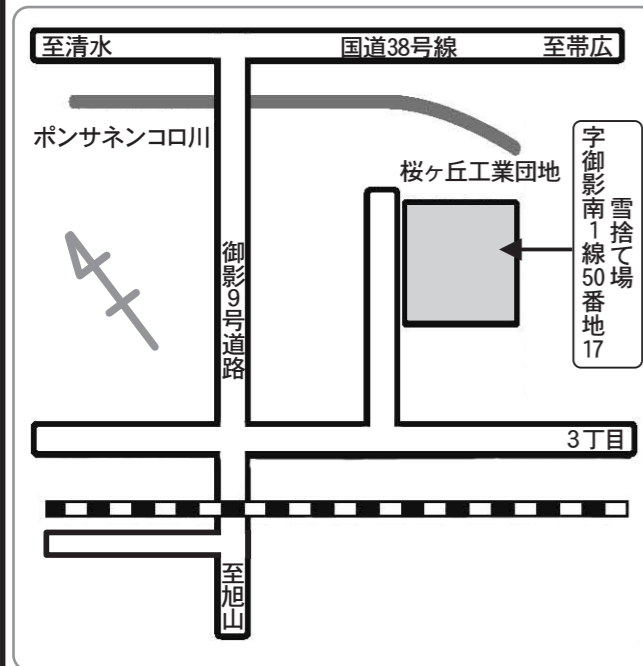 至清水
国道38号線
至帯広
ポンサネンコロ川
桜ヶ丘工業団地
雪捨て場
字御影南1線50番地17
御影9号道路
3丁目
至旭山